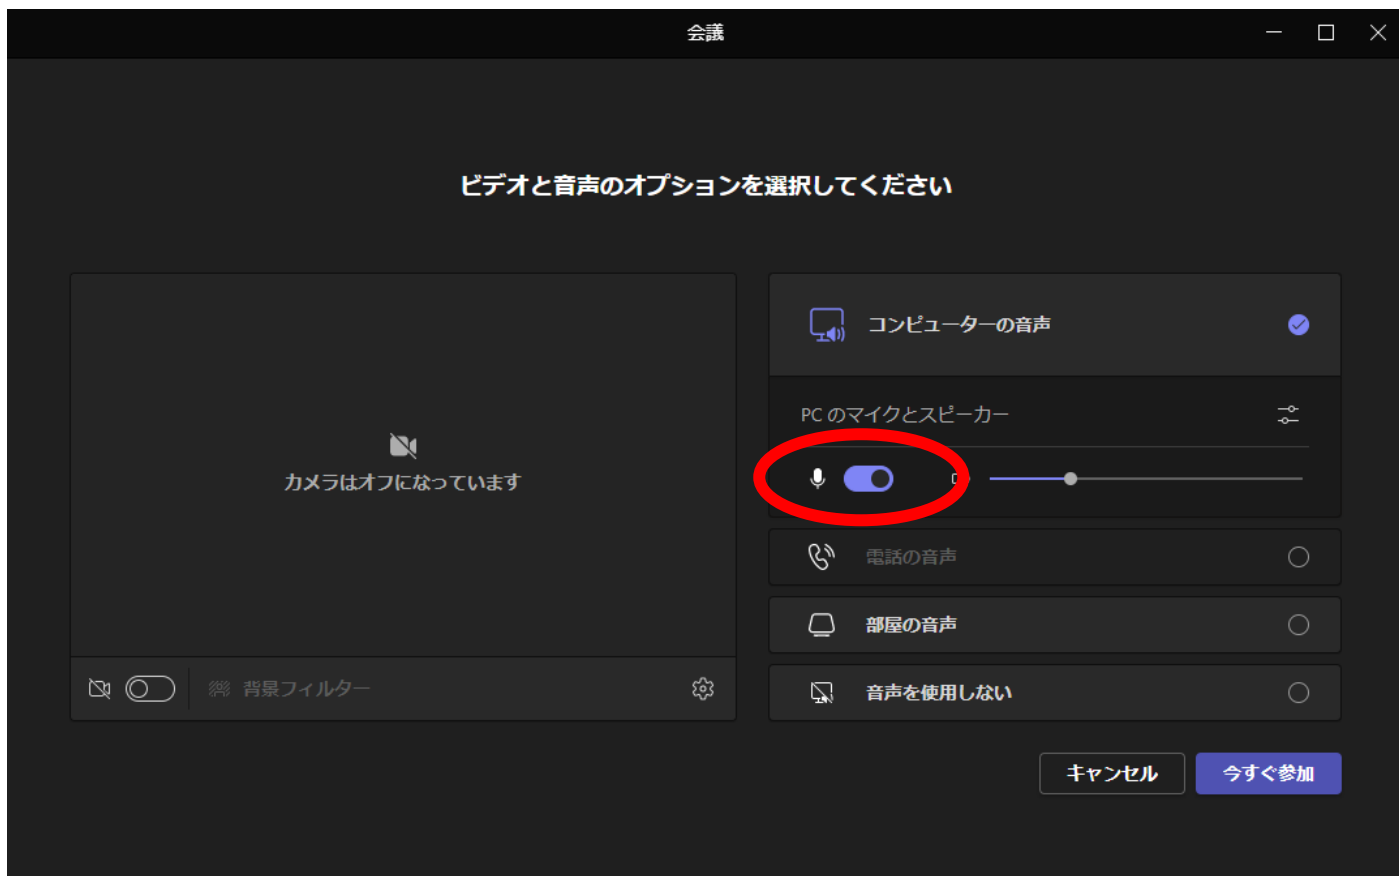 会議
ビデオと音声のオプションを選択してください
カメラはオフになっています
背景フィルター
コンピューターの音声
PC のマイクとスピーカー
電話の音声
部屋の音声
音声を使用しない
キャンセル
今すぐ参加